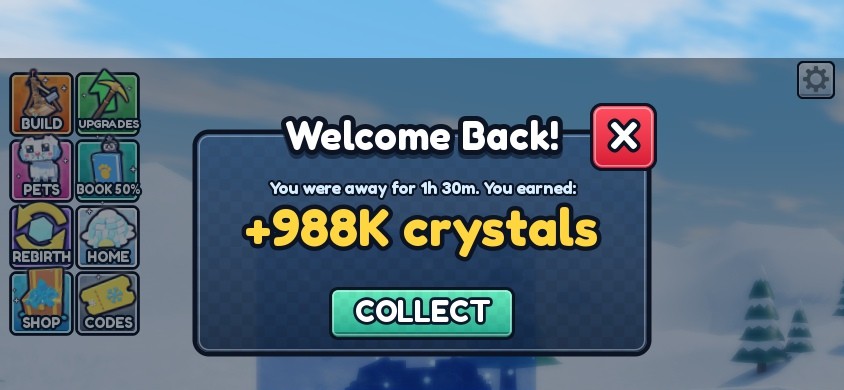 BUILD
UPGRADES
PETS
BOOK 50%
REBIRTH
HOME
SHOP
CODES
Welcome Back!
X
You were away for 1h 30m. You earned:
+988K crystals
COLLECT